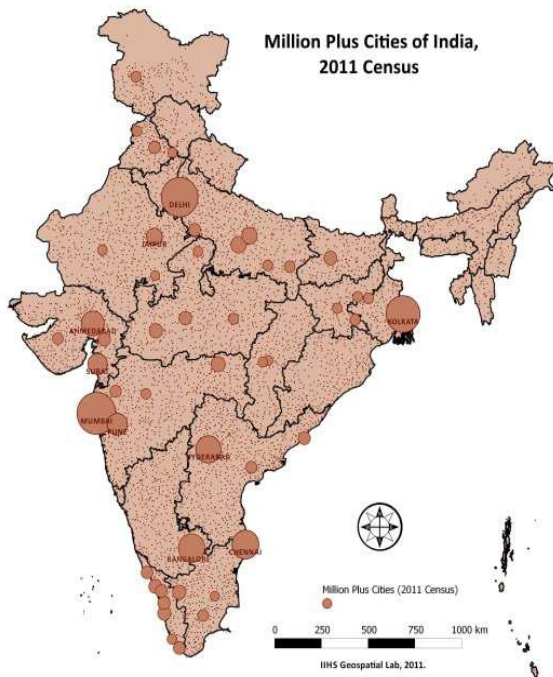 Million Plus Cities of India,
2011 Census
DELHI
JAIPUR
AHMEDABAD
KOLKATA
SURAT
MUMBAI
PUNE
HYDERABAD
BANGALORE
CHENNAI
Million Plus Cities (2011 Census)
0 250 500 750 1000 km
IIHS Geospatial Lab, 2011.